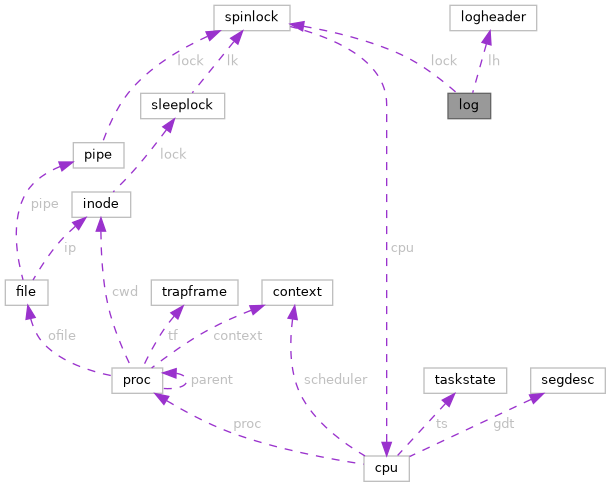 spinlock
logheader
lock
lk
lock
lh
sleeplock
log
pipe
lock
inode
pipe
ip
cpu
file
cwd
trapframe
context
ofile
tf
context
proc
parent
scheduler
taskstate
segdesc
proc
ts
gdt
cpu